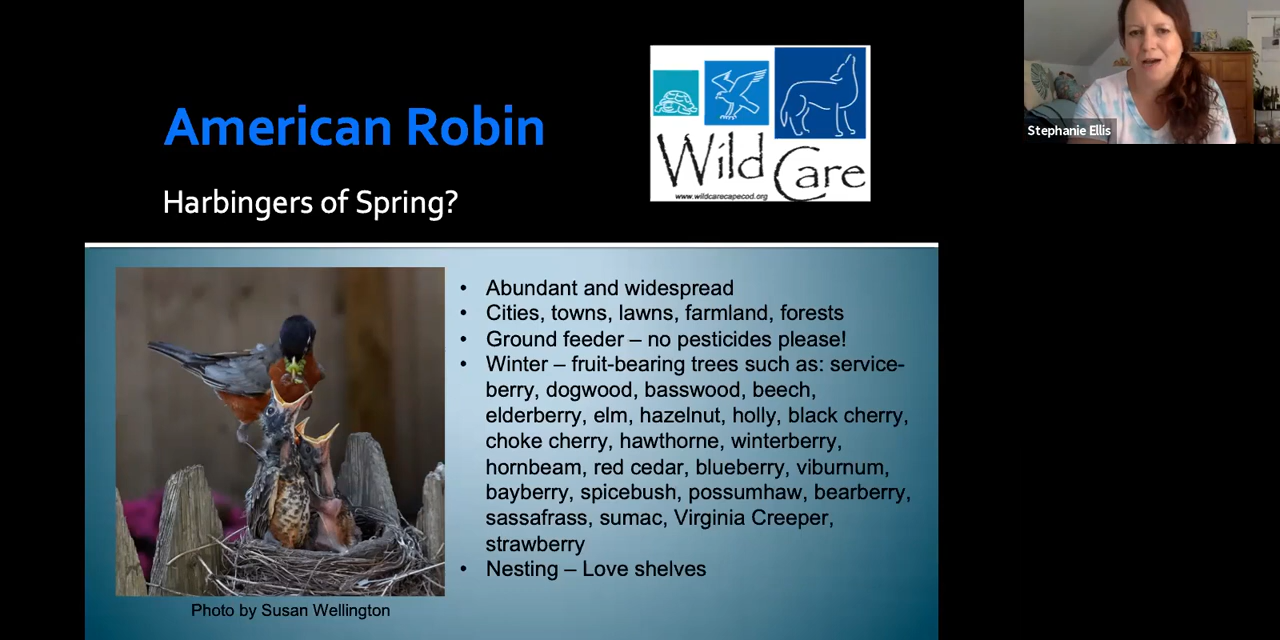 American Robin
Harbingers of Spring?
Wild Care
www.wildcarecapecod.org
Stephanie Ellis
• Abundant and widespread
• Cities, towns, lawns, farmland, forests
• Ground feeder – no pesticides please!
• Winter – fruit-bearing trees such as: service-
berry, dogwood, basswood, beech,
elderberry, elm, hazelnut, holly, black cherry,
choke cherry, hawthorne, winterberry,
hornbeam, red cedar, blueberry, viburnum,
bayberry, spicebush, possumhaw, bearberry,
sassafrass, sumac, Virginia Creeper,
strawberry
• Nesting – Love shelves
Photo by Susan Wellington